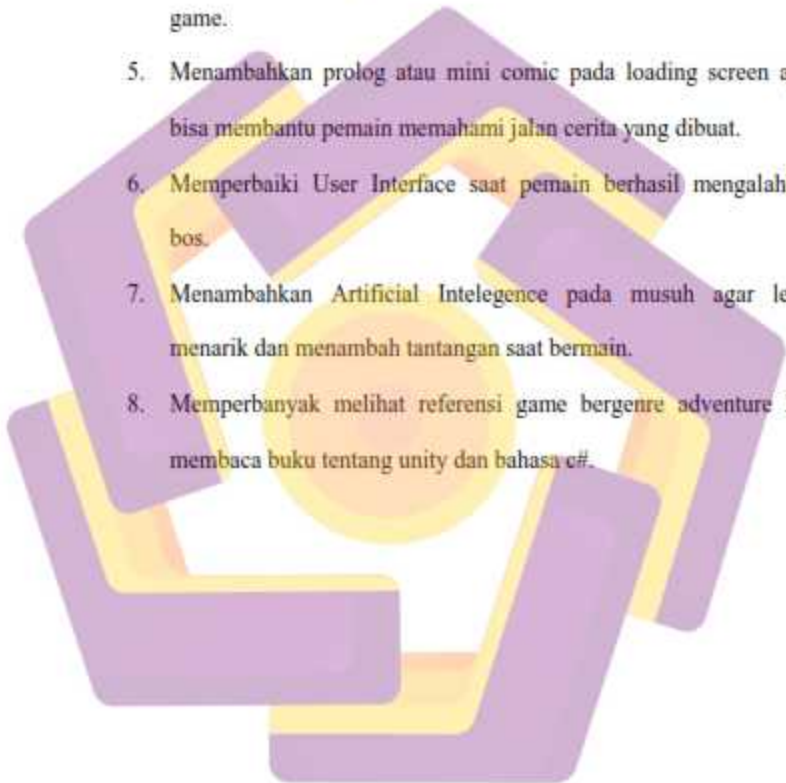 game.
5. Menambahkan prolog atau mini comic pada loading screen a
bisa membantu pemain memahami jalan cerita yang dibuat.
6. Memperbaiki User Interface saat pemain berhasil mengalah
bos.
7. Menambahkan Artificial Intelegence pada musuh agar le
menarik dan menambah tantangan saat bermain.
8. Memperbanyak melihat referensi game bergenre adventure
membaca buku tentang unity dan bahasa c#.